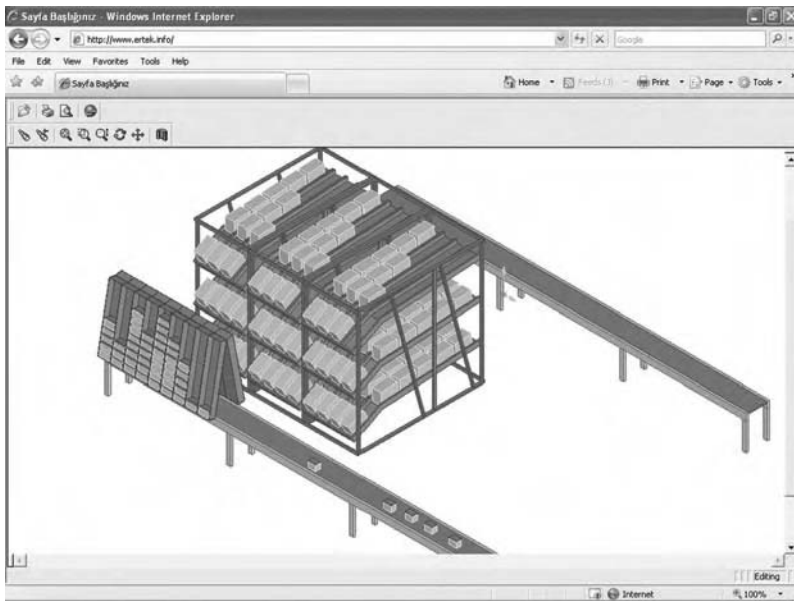 Sayfa Başlığınız - Windows Internet Explorer
http://www.ertek.info/
Google
File Edit View Favorites Tools Help
Sayfa Başlığınız
Home Feeds Print Page Tools
Editing
Internet 100%